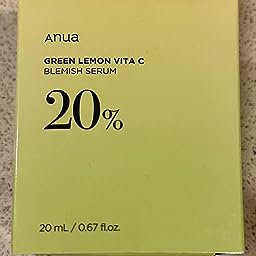 Anua
GREEN LEMON VITA C
BLEMISH SERUM
20%
20 mL / 0.67 fl.oz.